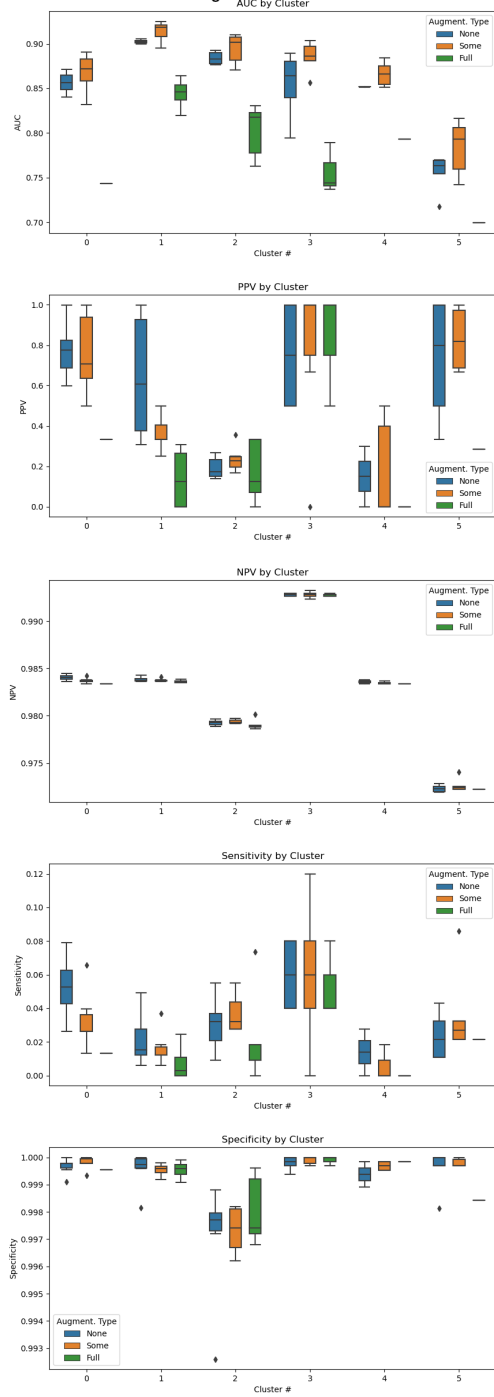 AUC by Cluster
Augment. Type
None
Some
Full
0.90
0.85
0.80
0.75
0.70
AUC
0 1 2 3 4 5
Cluster #
PPV by Cluster
1.0
0.8
0.6
0.4
0.2
0.0
PPV
Augment. Type
None
Some
Full
0 1 2 3 4 5
Cluster #
NPV by Cluster
Augment. Type
None
Some
Full
0.990
0.985
0.980
0.975
NPV
0 1 2 3 4 5
Cluster #
Sensitivity by Cluster
Augment. Type
None
Some
Full
0.12
0.10
0.08
0.06
0.04
0.02
0.00
Sensitivity
0 1 2 3 4 5
Cluster #
Specificity by Cluster
1.000
0.999
0.998
0.997
0.996
0.995
0.994
0.993
Specificity
Augment. Type
None
Some
Full
0 1 2 3 4 5
Cluster #